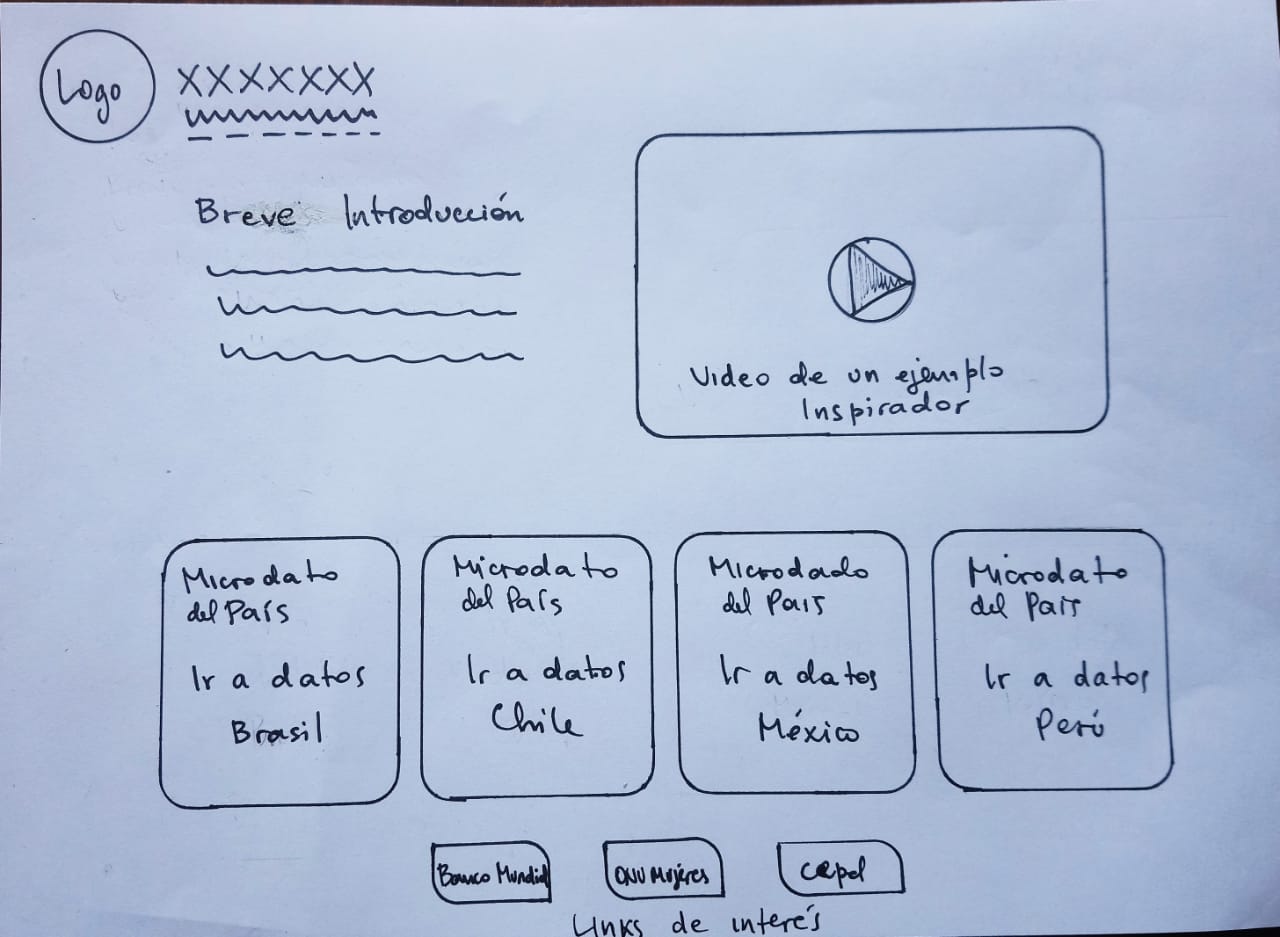 Logo
XXXXXXX
Breve Introducción
Video de un ejemplo
Inspirador
Microdato
del País
Ir a datos
Brasil
Microdato
del País
Ir a datos
Chile
Microdado
del País
Ir a datos
México
Microdato
del País
Ir a datos
Perú
Banco Mundial
ONU Mujeres
Cepal
Links de interés